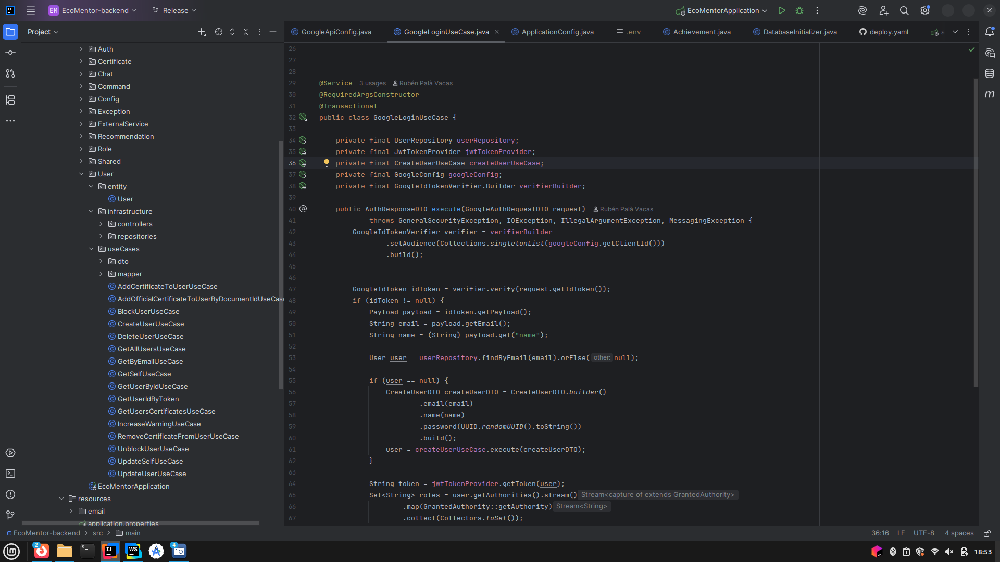 EM EcoMentor-backend Release EcoMentorApplication
Project GoogleApiConfig.java GoogleLoginUseCase.java ApplicationConfig.java .env Achievement.java DatabaseInitializer.java deploy.yaml a
Auth
Certificate
Chat
Command
Config
Exception
ExternalService
Recommendation
Role
Shared
User
entity
User
infrastructure
controllers
repositories
useCases
dto
mapper
AddCertificateToUserUseCase
AddOfficialCertificateToUserByDocumentIdUseCase
BlockUserUseCase
CreateUserUseCase
DeleteUserUseCase
GetAllUsersUseCase
GetByEmailUseCase
GetSelfUseCase
GetUserByIdUseCase
GetUserIdByToken
GetUsersCertificatesUseCase
IncreaseWarningUseCase
RemoveCertificateFromUserUseCase
UnblockUserUseCase
UpdateSelfUseCase
UpdateUserUseCase
EcoMentorApplication
resources
email
application.properties
26
27
28
29 @Service 3 usages Rubén Palà Vacas
30 @RequiredArgsConstructor
31 @Transactional
32 public class GoogleLoginUseCase {
33
34 private final UserRepository userRepository;
35 private final JwtTokenProvider jwtTokenProvider;
36 private final CreateUserUseCase createUserUseCase;
37 private final GoogleConfig googleConfig;
38 private final GoogleIdTokenVerifier.Builder verifierBuilder;
39
40 @ public AuthResponseDTO execute(GoogleAuthRequestDTO request) Rubén Palà Vacas
41 throws GeneralSecurityException, IOException, IllegalArgumentException, MessagingException {
42 GoogleIdTokenVerifier verifier = verifierBuilder
43 .setAudience(Collections.singletonList(googleConfig.getClientId()))
44 .build();
45
46
47 GoogleIdToken idToken = verifier.verify(request.getIdToken());
48 if (idToken != null) {
49 Payload payload = idToken.getPayload();
50 String email = payload.getEmail();
51 String name = (String) payload.get("name");
52
53 User user = userRepository.findByEmail(email).orElse( other: null);
54
55 if (user == null) {
56 CreateUserDTO createUserDTO = CreateUserDTO.builder()
57 .email(email)
58 .name(name)
59 .password(UUID.randomUUID().toString())
60 .build();
61 user = createUserUseCase.execute(createUserDTO);
62 }
63
64 String token = jwtTokenProvider.getToken(user);
65 Set<String> roles = user.getAuthorities().stream() Stream<capture of extends GrantedAuthority>
66 .map(GrantedAuthority::getAuthority) Stream<String>
67 .collect(Collectors.toSet());
EcoMentor-backend > src > main 36:16 LF UTF-8 4 spaces
2 IJ WS 4 18:53